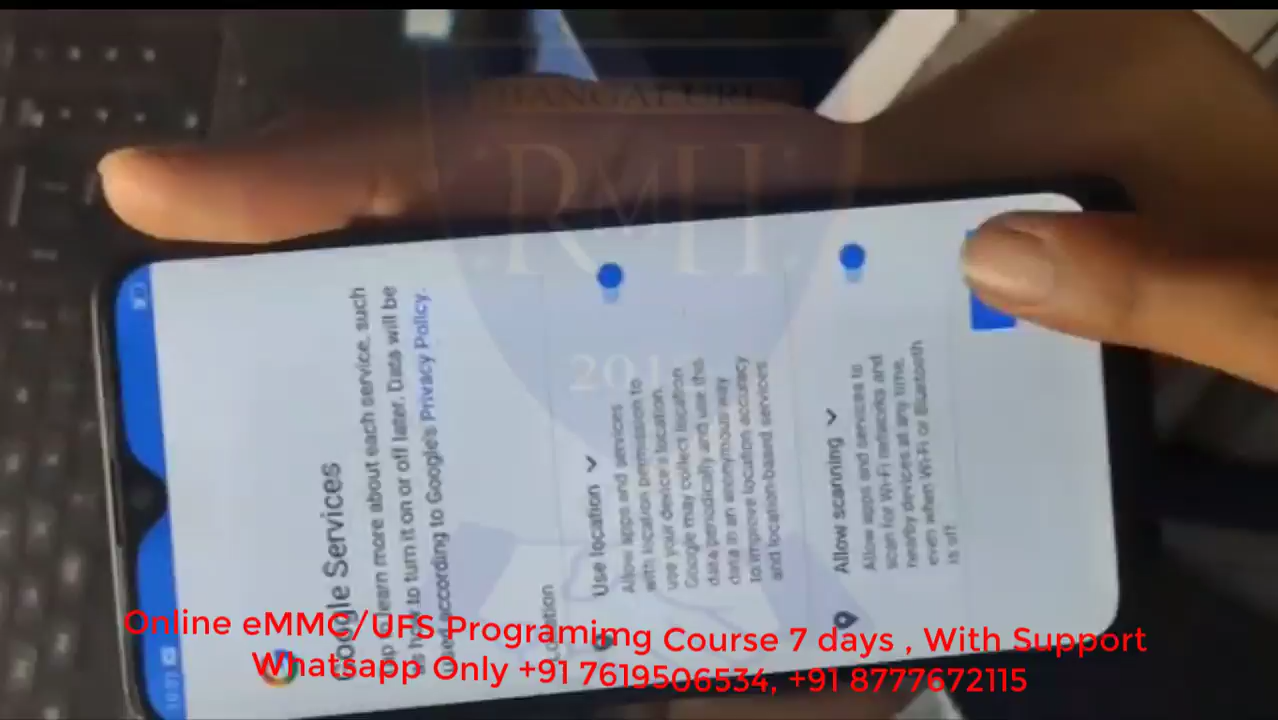 Google Services
learn more about each service, such
to turn it on or off later. Data will be
according to Google's Privacy Policy.
Use location
Allow apps and services
with location permission to
use your device's location.
Google may collect location
data periodically and use this
data in an anonymous way
to improve location accuracy
and location-based services
Allow scanning
Allow apps and services to
scan for Wi-Fi networks and
nearby devices at any time,
even when Wi-Fi or Bluetooth
is off.
RMH
Online eMMC/UFS Programimg Course 7 days , With Support
Whatsapp Only +91 7619506534, +91 8777672115